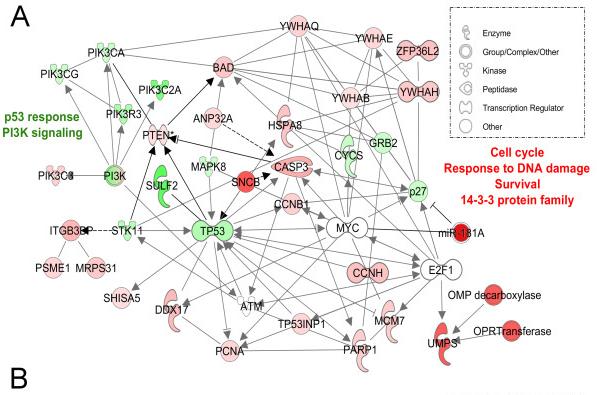 A
YWHAQ
PIK3CA
YWHAE
ZFP36L2
PIK3CG
BAD
PIK3C2A
YWHAH
YWHAB
p53 response
PI3K signaling
PIK3R3
ANP32A
HSPA8
PTEN*
GRB2
CYCS
MAPK8
CASP3
PI3K
SULF2
SNCB
p27
CCNB1
ITGB3BP
STK11
TP53
MYC
miR-181A
PSME1
MRPS31
CCNH
E2F1
SHISA5
DDX17
ATM
OMP decarboxylase
TP53INP1
MCM7
OPRTransferase
PCNA
PARP1
UMPS
Enzyme
Group/Complex/Other
Kinase
Peptidase
Transcription Regulator
Other
Cell cycle
Response to DNA damage
Survival
14-3-3 protein family
B